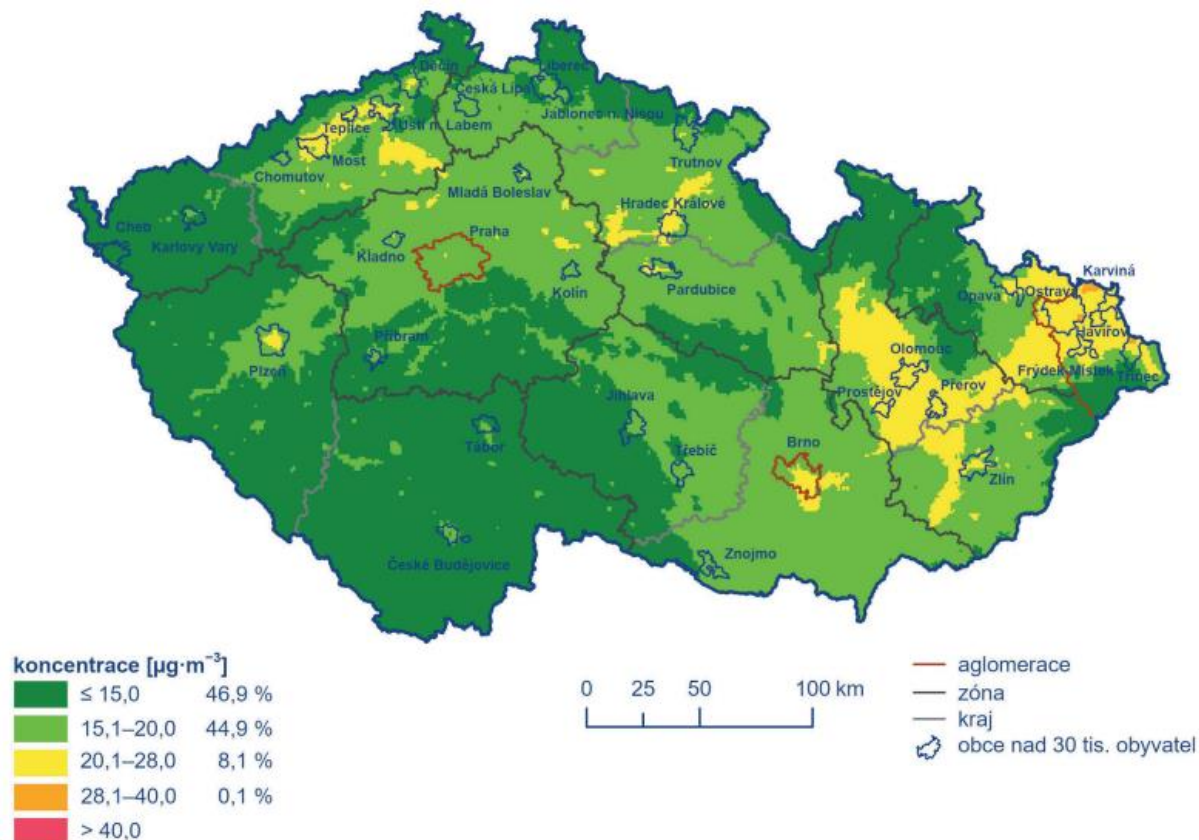 Děčín
Liberec
Česká Lípa
Jablonec n. Nisou
Teplice
Ústí n. Labem
Trutnov
Most
Chomutov
Mladá Boleslav
Hradec Králové
Cheb
Karlovy Vary
Praha
Kladno
Karviná
Kolín
Pardubice
Opava
Ostrava
Havířov
Příbram
Plzeň
Olomouc
Frýdek-Místek
Třinec
Prostějov
Přerov
Jihlava
Tábor
Třebíč
Brno
Zlín
České Budějovice
Znojmo
koncentrace [µg·m⁻³]
≤ 15,0 46,9 %
15,1–20,0 44,9 %
20,1–28,0 8,1 %
28,1–40,0 0,1 %
> 40,0
0 25 50 100 km
aglomerace
zóna
kraj
obce nad 30 tis. obyvatel